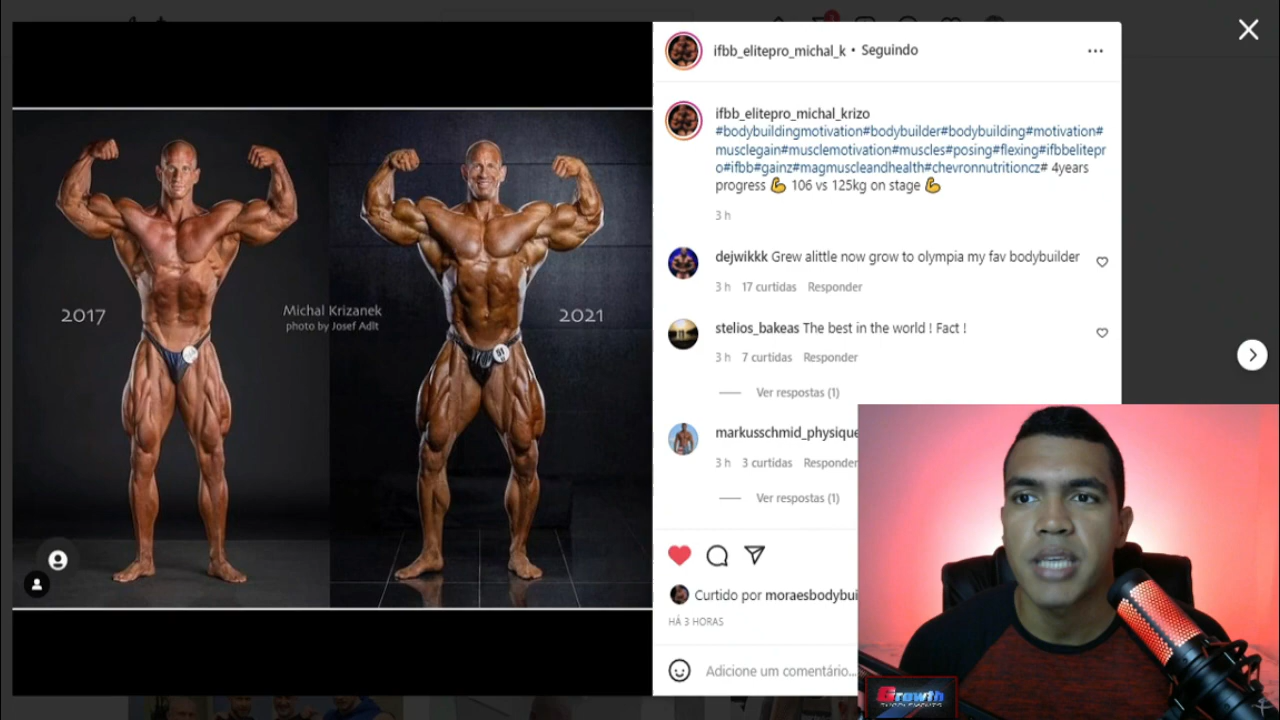 2017
Michal Krizanek
photo by Josef Adlt
2021
ifbb_elitepro_michal_k • Seguindo
ifbb_elitepro_michal_krizo
#bodybuildingmotivation#bodybuilder#bodybuilding#motivation#
musclegain#musclemotivation#muscles#posing#flexing#ifbbelitepr
o#ifbb#gainz#magmuscleandhealth#chevronnutritioncz# 4years
progress 💪 106 vs 125kg on stage 💪
3 h
dejwikkk Grew alittle now grow to olympia my fav bodybuilder
3 h 17 curtidas Responder
stelios_bakeas The best in the world ! Fact !
3 h 7 curtidas Responder
Ver respostas (1)
markusschmid_physique
3 h 3 curtidas Responder
Ver respostas (1)
Curtido por moraesbodybui
HÁ 3 HORAS
Adicione um comentário...
Growth